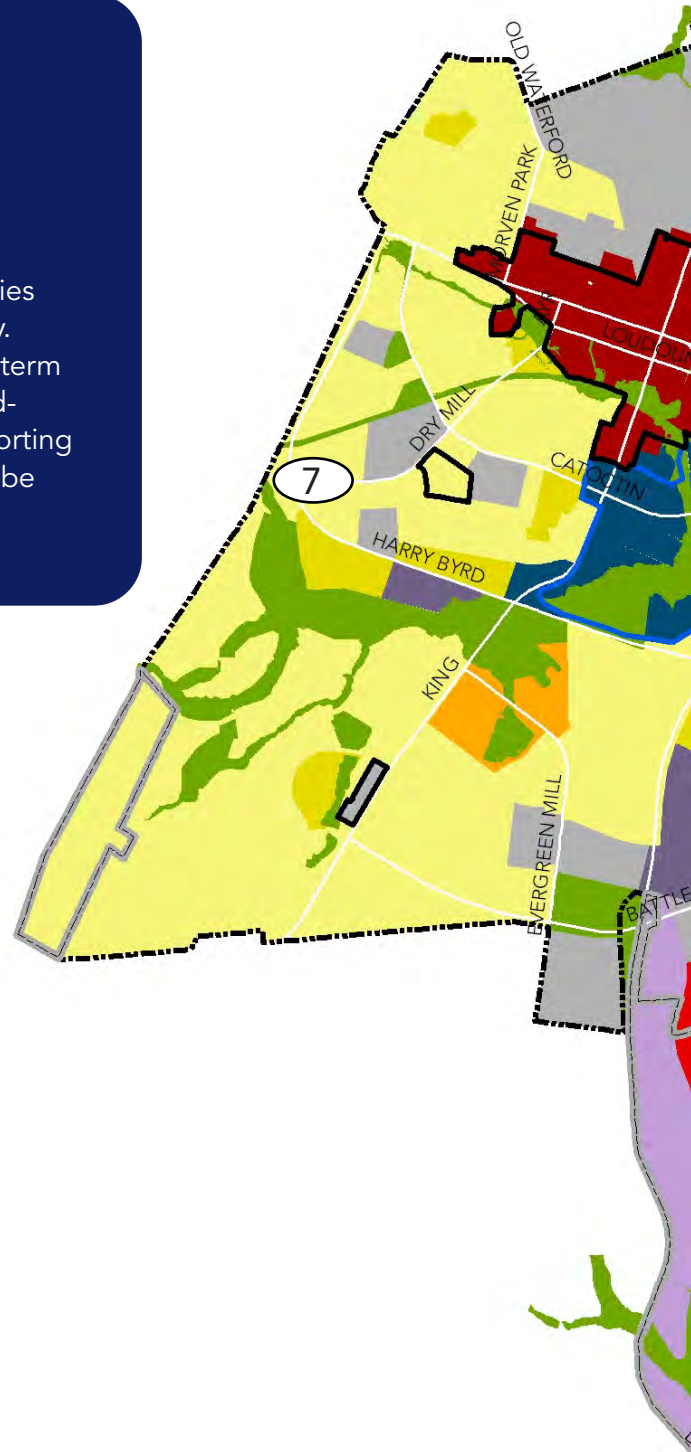 ies
.
term
d-
orting
be
OLD WATERFORD
MORVEN PARK
LOUDOUN
DRY MILL
CATOCTIN
7
HARRY BYRD
KING
EVERGREEN MILL
BATTLE